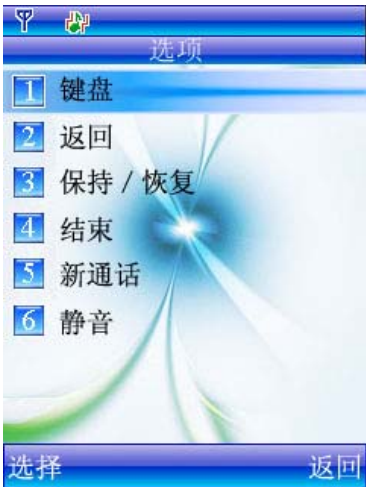 选项
1 键盘
2 返回
3 保持 / 恢复
4 结束
5 新通话
6 静音
选择 返回